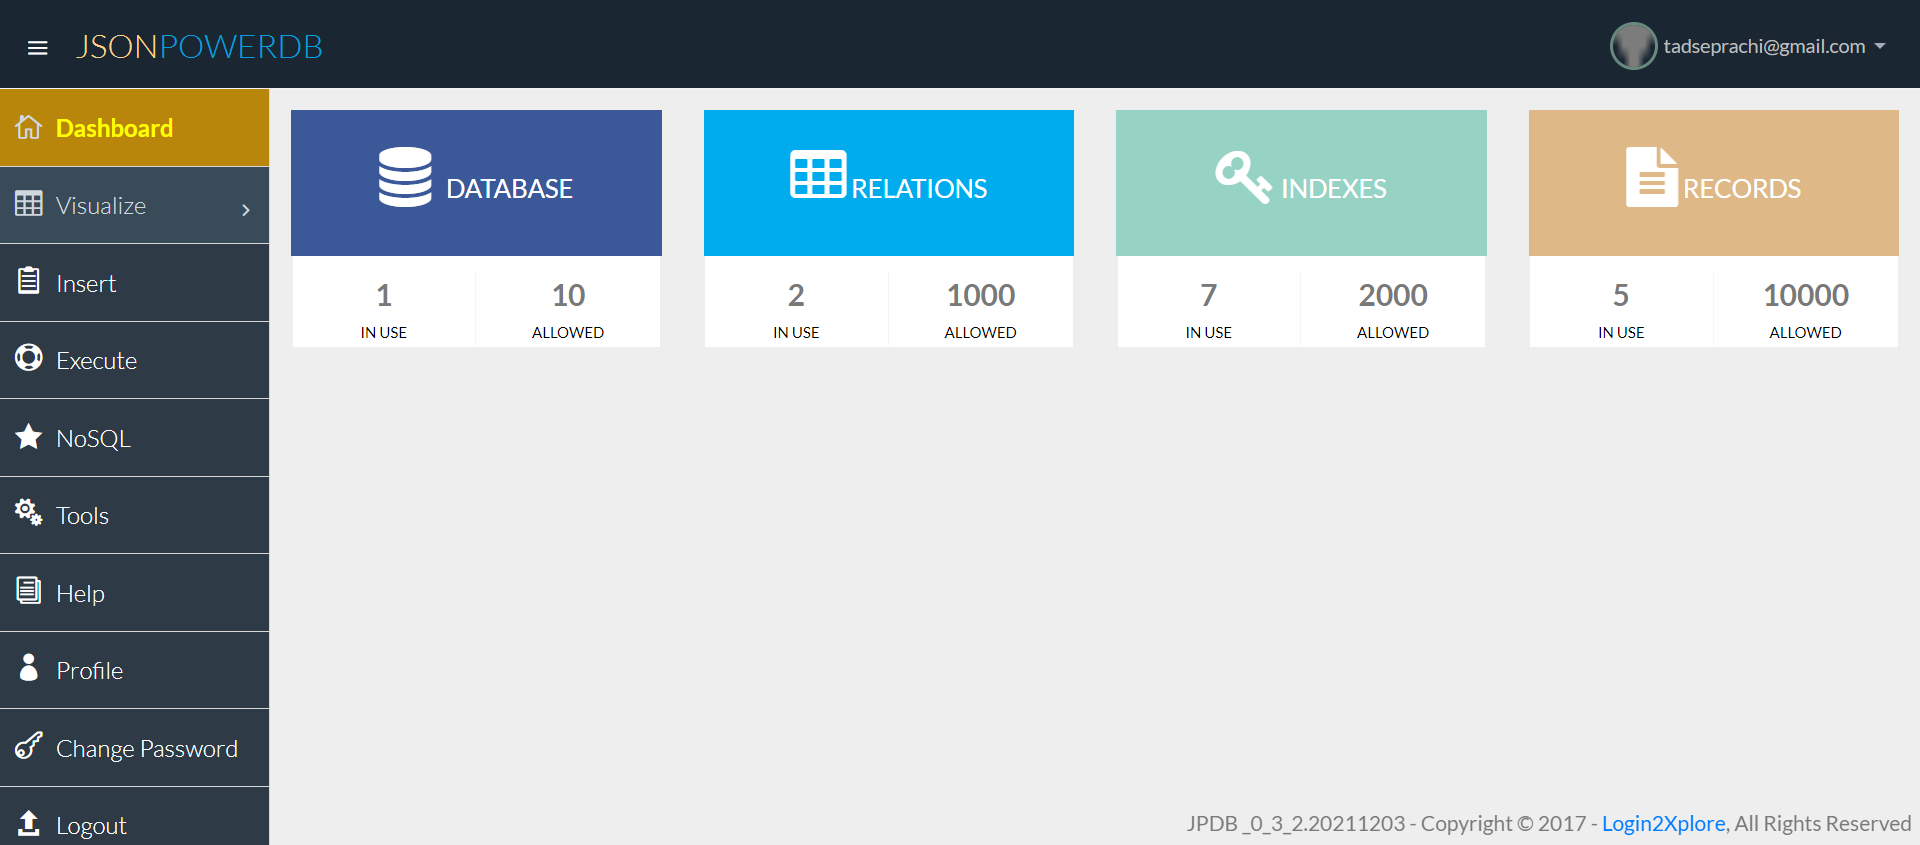 JSONPOWERDB
tadseprachi@gmail.com
Dashboard
Visualize
Insert
Execute
NoSQL
Tools
Help
Profile
Change Password
Logout
DATABASE
1
IN USE
10
ALLOWED
RELATIONS
2
IN USE
1000
ALLOWED
INDEXES
7
IN USE
2000
ALLOWED
RECORDS
5
IN USE
10000
ALLOWED
JPDB _0_3_2.20211203 - Copyright © 2017 - Login2Xplore, All Rights Reserved